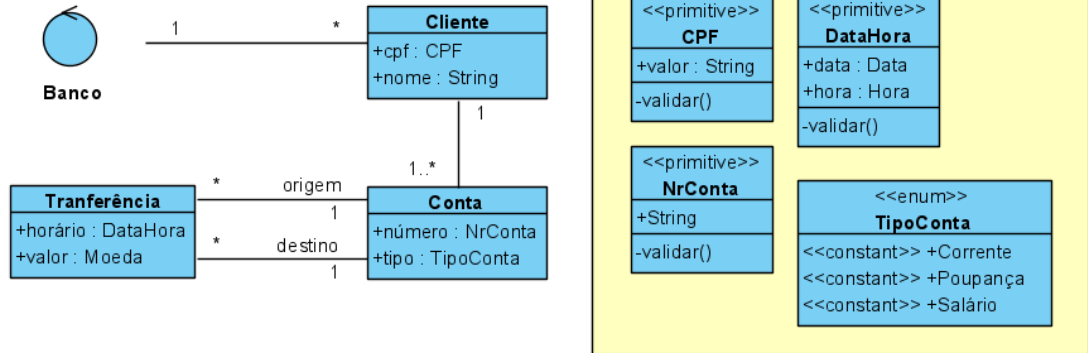 Banco
1
*
Cliente
+cpf : CPF
+nome : String
1
1..*
Tranferência
+horário : DataHora
+valor : Moeda
*
origem
1
*
destino
1
Conta
+número : NrConta
+tipo : TipoConta
<<primitive>>
CPF
+valor : String
-validar()
<<primitive>>
DataHora
+data : Data
+hora : Hora
-validar()
<<primitive>>
NrConta
+String
-validar()
<<enum>>
TipoConta
<<constant>> +Corrente
<<constant>> +Poupança
<<constant>> +Salário